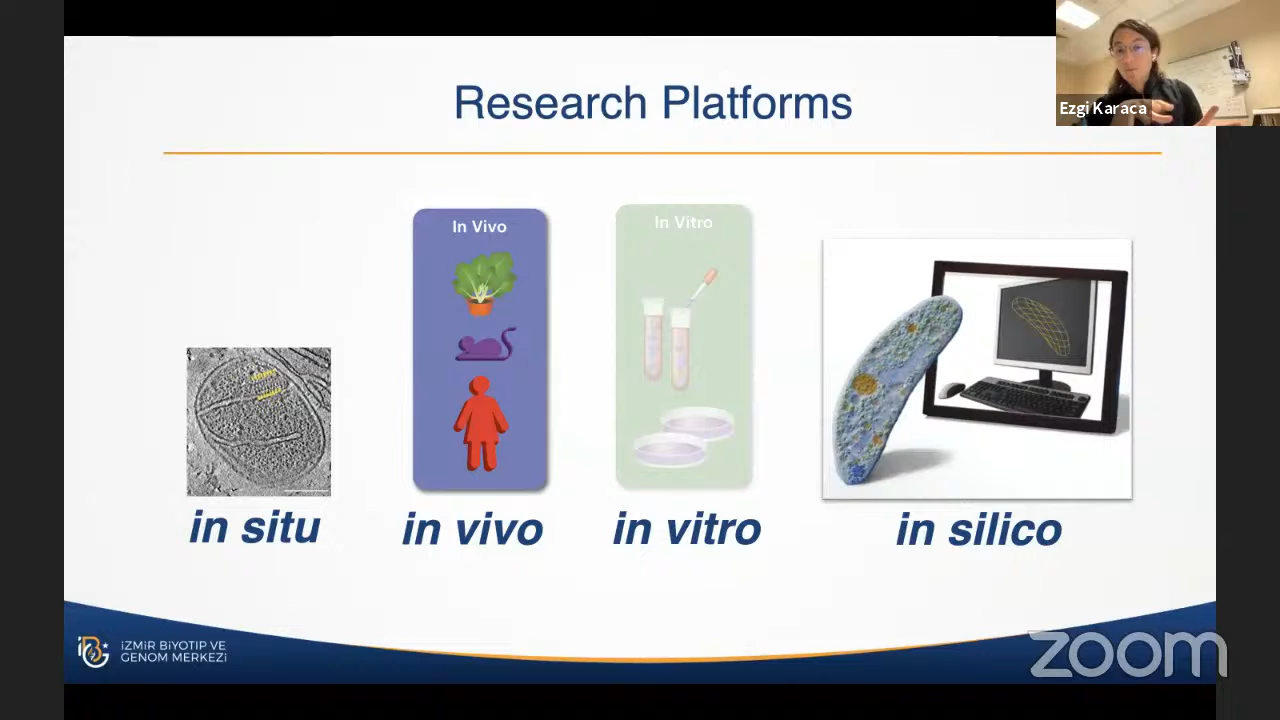 Research Platforms
Ezgi Karaca
In Vivo
In Vitro
in situ
in vivo
in vitro
in silico
İZMİR BİYOTIP VE
GENOM MERKEZİ
zoom